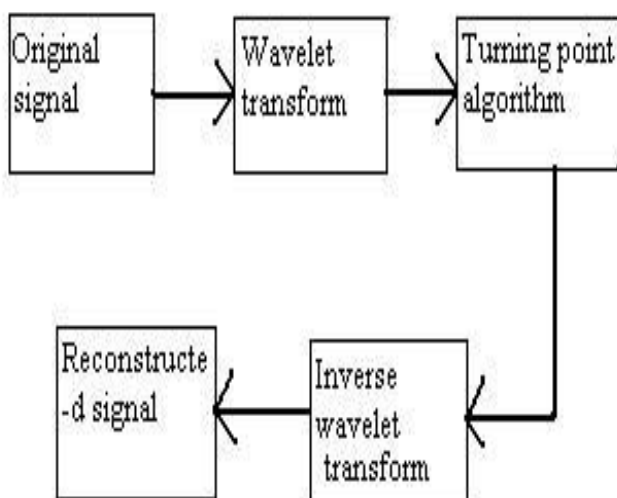 Original
signal
Wavelet
transform
Turning point
algorithm
Inverse
wavelet
transform
Reconstructe
-d signal